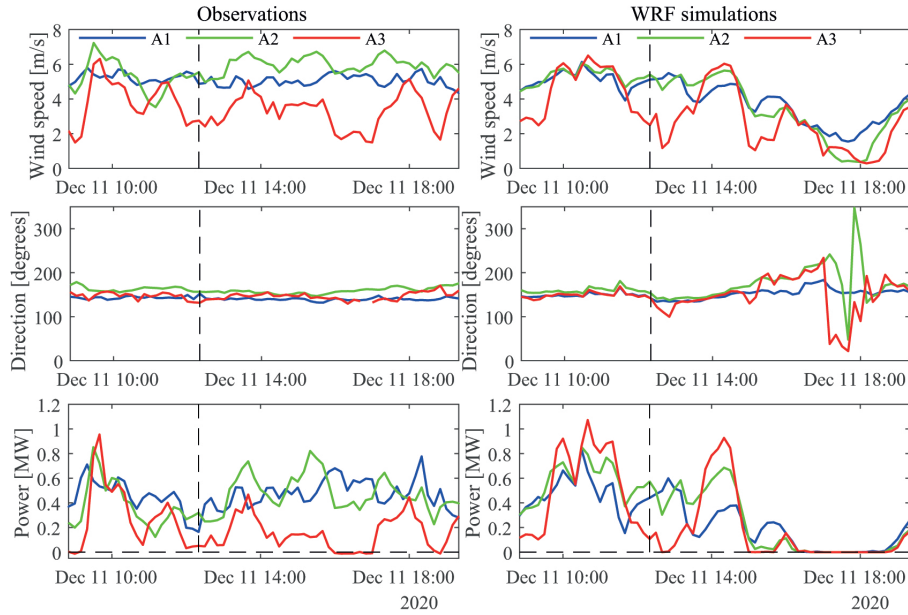 Observations
WRF simulations
A1 A2 A3
A1 A2 A3
Wind speed [m/s]
8
6
4
2
0
Dec 11 10:00 Dec 11 14:00 Dec 11 18:00
Wind speed [m/s]
8
6
4
2
0
Dec 11 10:00 Dec 11 14:00 Dec 11 18:00
Direction [degrees]
300
200
100
0
Dec 11 10:00 Dec 11 14:00 Dec 11 18:00
Direction [degrees]
300
200
100
0
Dec 11 10:00 Dec 11 14:00 Dec 11 18:00
Power [MW]
1.2
1
0.8
0.6
0.4
0.2
0
Dec 11 10:00 Dec 11 14:00 Dec 11 18:00
2020
Power [MW]
1.2
1
0.8
0.6
0.4
0.2
0
Dec 11 10:00 Dec 11 14:00 Dec 11 18:00
2020